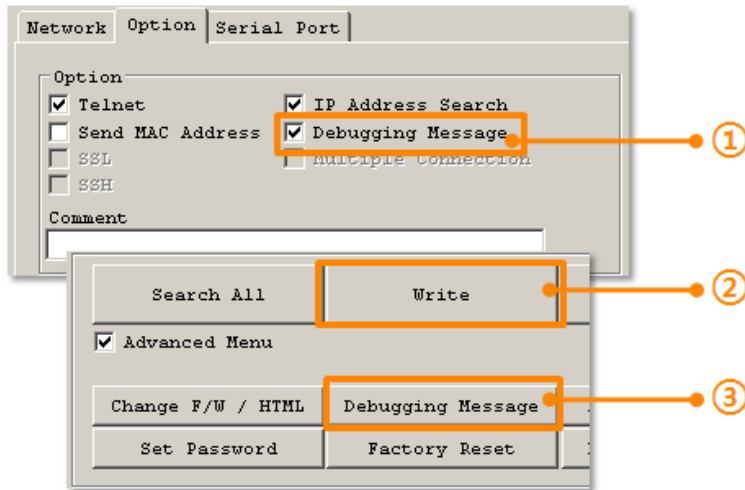 Network Option Serial Port
Option
Telnet IP Address Search
Send MAC Address Debugging Message
①
SSL Multiple Connection
SSH
Comment
Search All Write
②
Advanced Menu
Change F/W / HTML Debugging Message
③
Set Password Factory Reset